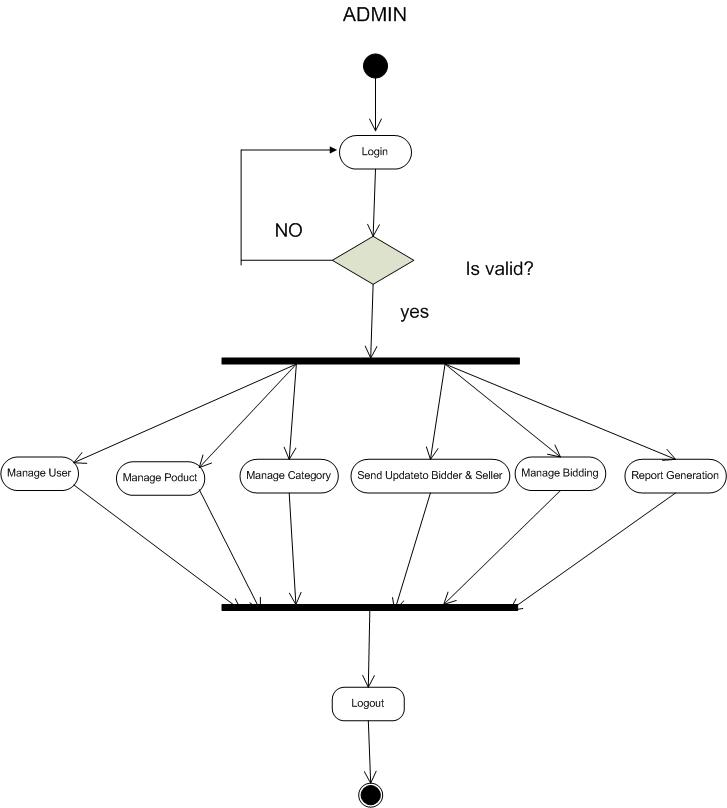 ADMIN
Login
NO
Is valid?
yes
Manage User
Manage Poduct
Manage Category
Send Updateto Bidder & Seller
Manage Bidding
Report Generation
Logout